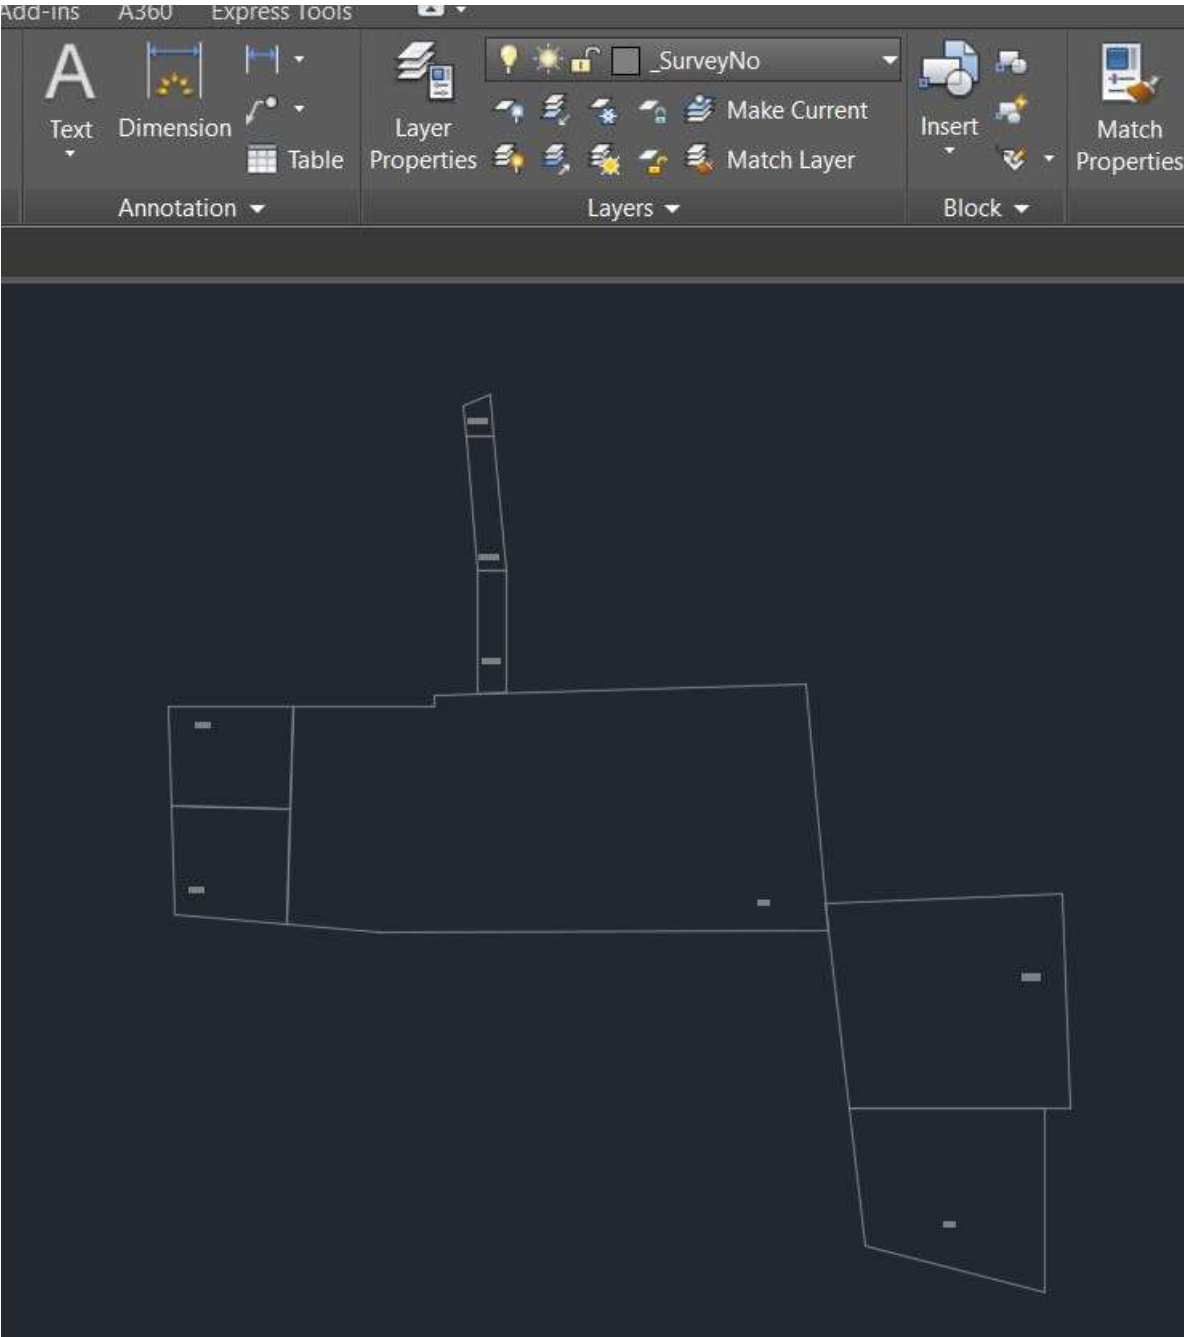 Add-ins A360 Express Tools
_SurveyNo
Text
Dimension
Table
Layer
Properties
Make Current
Match Layer
Insert
Match
Properties
Annotation
Layers
Block